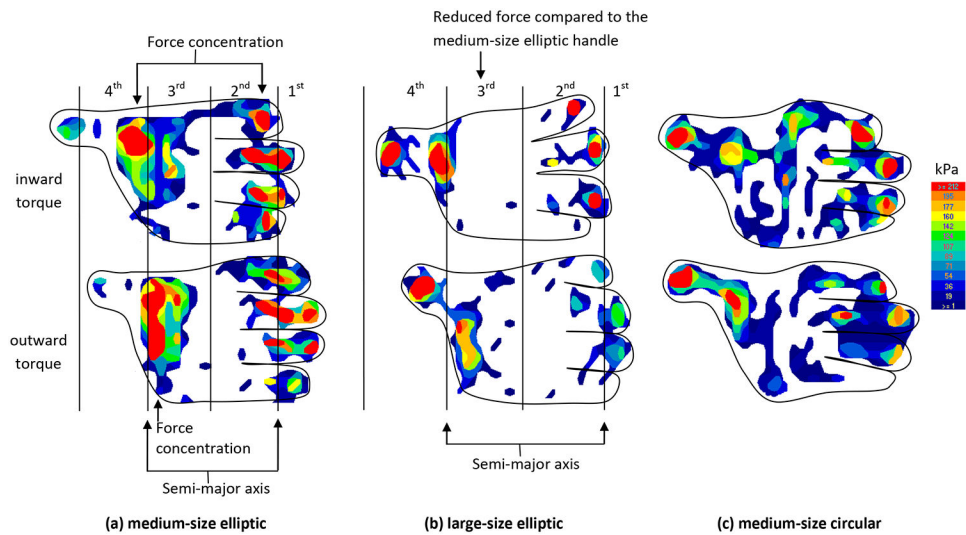 Reduced force compared to the
medium-size elliptic handle
Force concentration
4th 3rd 2nd 1st
4th 3rd 2nd 1st
inward
torque
outward
torque
kPa
>= 212
195
177
160
142
107
71
54
36
19
>= 1
Force
concentration
Semi-major axis
Semi-major axis
(a) medium-size elliptic
(b) large-size elliptic
(c) medium-size circular